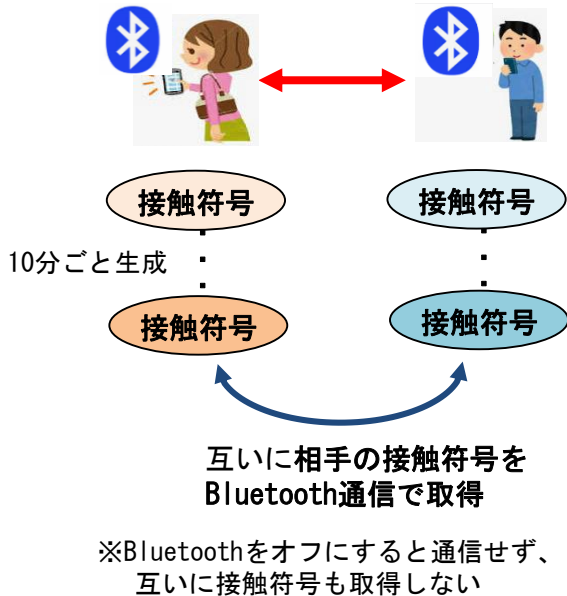 接触符号
接触符号
10分ごと生成
接触符号
接触符号
互いに相手の接触符号を
Bluetooth通信で取得
※Bluetoothをオフにすると通信せず、
互いに接触符号も取得しない